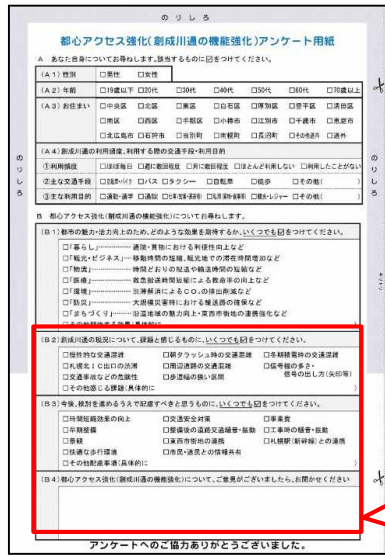 のりしろ
都心アクセス強化(創成川通の機能強化)アンケート用紙
A あなた自身についてお尋ねします。該当するものに☑をつけてください。
(A1)性別 □男性 □女性
(A2)年齢 □19歳以下 □20代 □30代 □40代 □50代 □60代 □70歳以上
(A3)お住まい □中央区 □北区 □東区 □白石区 □厚別区 □豊平区 □清田区
□南区 □西区 □手稲区 □小樽市 □江別市 □千歳市 □恵庭市
□北広島市 □石狩市 □当別町 □南幌町 □長沼町 □その他道内 □道外
(A4)創成川通の利用頻度、利用する際の交通手段・利用目的
①利用頻度 □ほぼ毎日 □週に数回程度 □月に数回程度 □ほとんど利用しない □利用したことがない
②主な交通手段 □自動車・バイク □バス □タクシー □自転車 □徒歩 □その他( )
③主な利用目的 □通勤・通学 □通院 □買物 □観光・レジャー □その他( )
のりしろ
のりしろ
B 都心アクセス強化(創成川通の機能強化)についてお尋ねします。
(B1)都市の魅力・活力向上のため、どのような効果を期待するか、いくつでも☑をつけてください。
□「暮らし」 通院・買物における利便性向上など
□「観光・ビジネス」 移動時間の短縮、観光地での滞在時間増加など
□「物流」 時間どおりの配送や輸送時間の短縮など
□「医療」 救急搬送時間短縮による救命率の向上など
□「環境」 渋滞解消によるCO₂の排出削減など
□「防災」 大規模災害時における輸送路の確保など
□「まちづくり」 沿道地域の魅力向上・東西市街地の連携強化など
(B2)創成川通の現況について、課題と感じるものに、いくつでも☑をつけてください。
□慢性的な交通混雑 □朝夕ラッシュ時の交通混雑 □冬期積雪時の交通混雑
□札幌北IC出口の渋滞 □周辺道路の交通混雑 □信号機の多さ・
信号の出し方(矢印等)
□交通事故などの危険性 □歩道幅の狭い区間
□その他感じる課題(具体的に )
(B3)今後、検討を進めるうえで配慮すべきと思うものに、いくつでも☑をつけてください。
□時間短縮効果の向上 □交通安全対策 □事業費
□早期整備 □整備後の道路交通騒音・振動 □工事時の騒音・振動
□景観 □東西市街地の連携 □札幌駅(新幹線)との連携
□快適な歩行環境 □市民・道民との情報共有
□その他配慮事項(具体的に )
(B4)都心アクセス強化(創成川通の機能強化)について、ご意見がございましたら、お聞かせください
アンケートへのご協力ありがとうございました。